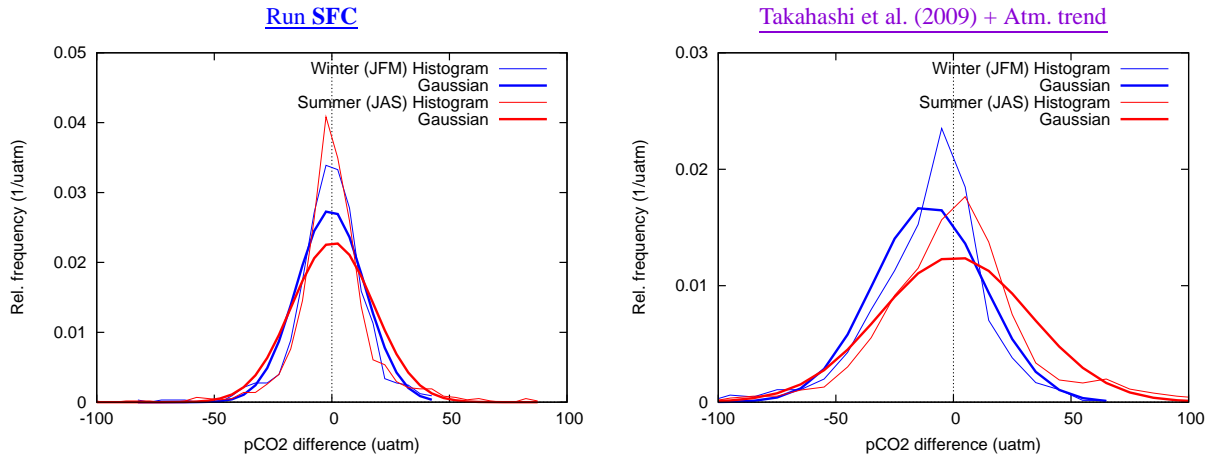 Run SFC
0.05
0.04
0.03
0.02
0.01
0
-100
-50
0
50
100
Rel. frequency (1/uatm)
pCO2 difference (uatm)
Winter (JFM) Histogram
Gaussian
Summer (JAS) Histogram
Gaussian
Takahashi et al. (2009) + Atm. trend
0.03
0.02
0.01
0
-100
-50
0
50
100
Rel. frequency (1/uatm)
pCO2 difference (uatm)
Winter (JFM) Histogram
Gaussian
Summer (JAS) Histogram
Gaussian